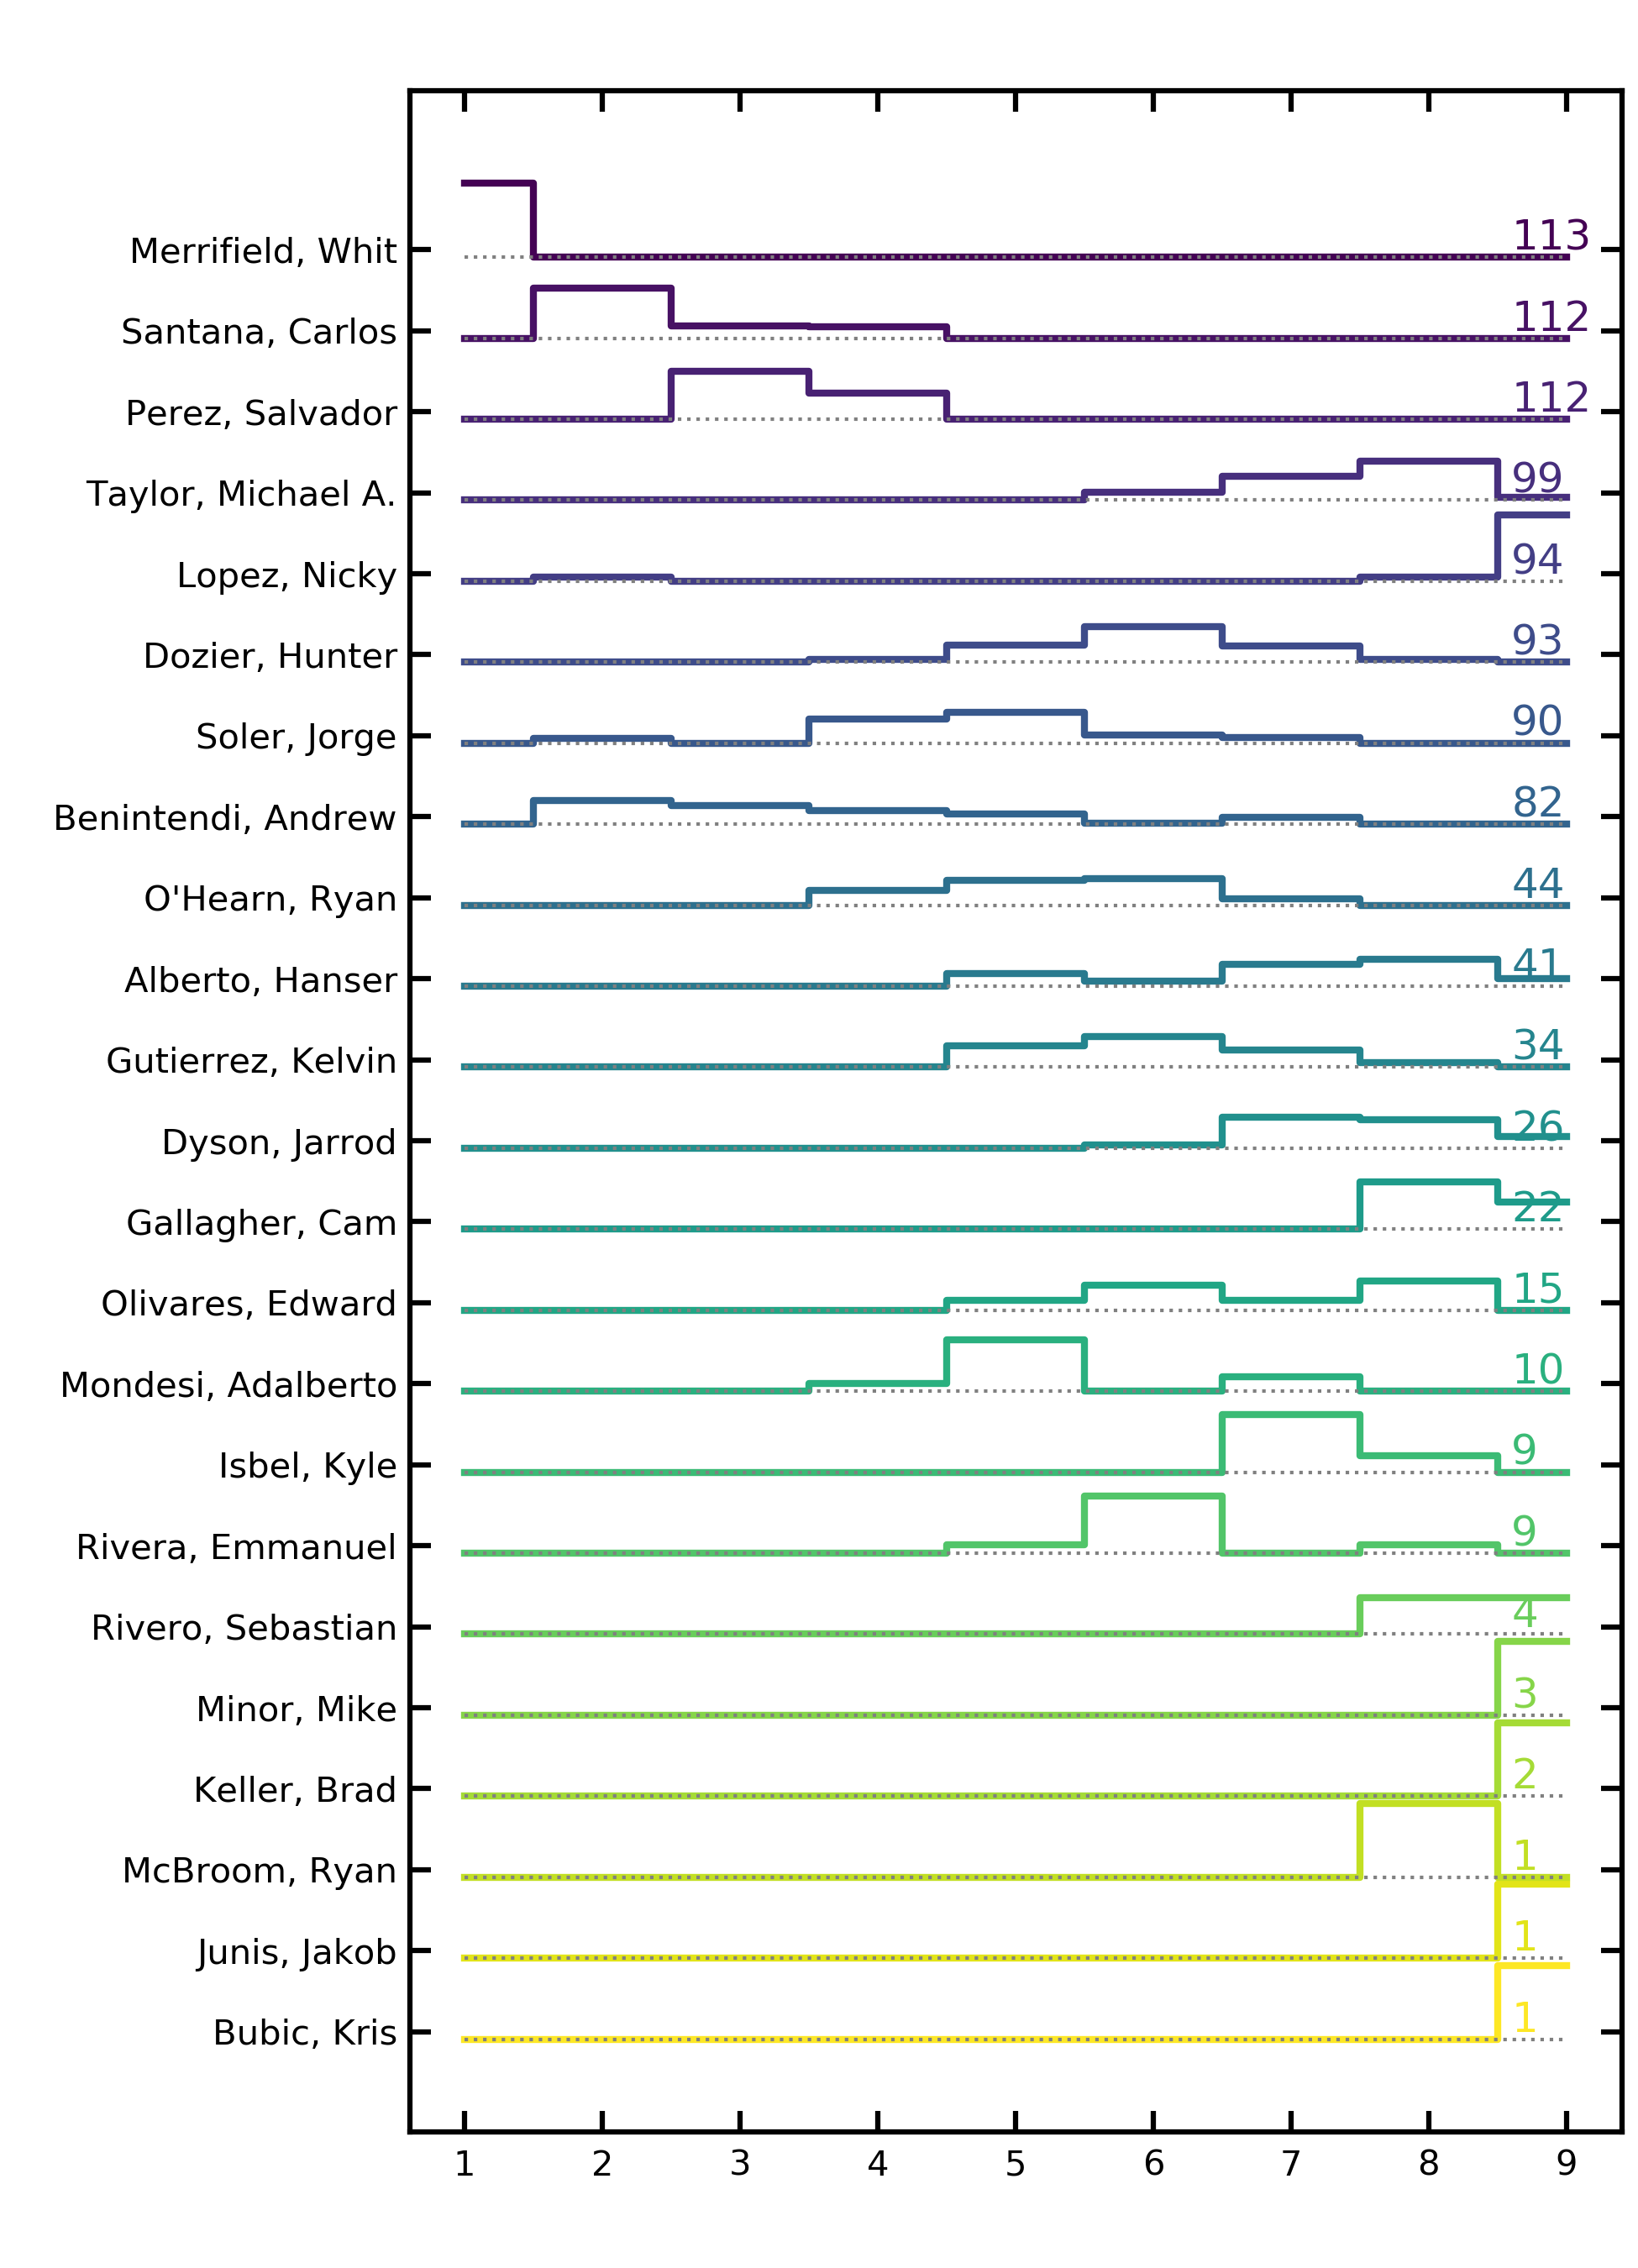 Merrifield, Whit 113
Santana, Carlos 112
Perez, Salvador 112
Taylor, Michael A. 99
Lopez, Nicky 94
Dozier, Hunter 93
Soler, Jorge 90
Benintendi, Andrew 82
O'Hearn, Ryan 44
Alberto, Hanser 41
Gutierrez, Kelvin 34
Dyson, Jarrod 26
Gallagher, Cam 22
Olivares, Edward 15
Mondesi, Adalberto 10
Isbel, Kyle 9
Rivera, Emmanuel 9
Rivero, Sebastian 4
Minor, Mike 3
Keller, Brad 2
McBroom, Ryan 1
Junis, Jakob 1
Bubic, Kris 1
1 2 3 4 5 6 7 8 9